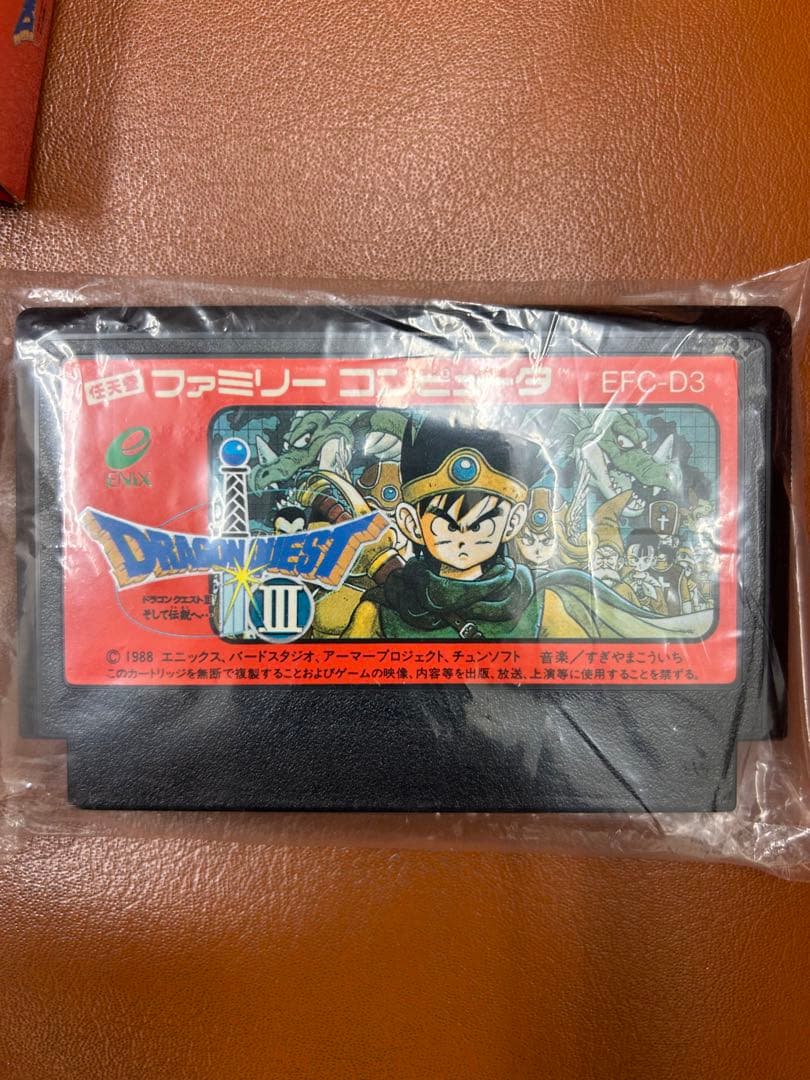 任天堂 ファミリー コンピュータ™ EFC-D3
ENIX
DRAGON QUEST
III
ドラゴンクエストIII
そして伝説へ…
© 1988 エニックス、バードスタジオ、アーマープロジェクト、チュンソフト 音楽/すぎやまこういち
このカートリッジを無断で複製することおよびゲームの映像、内容等を出版、放送、上演等に使用することを禁ずる。